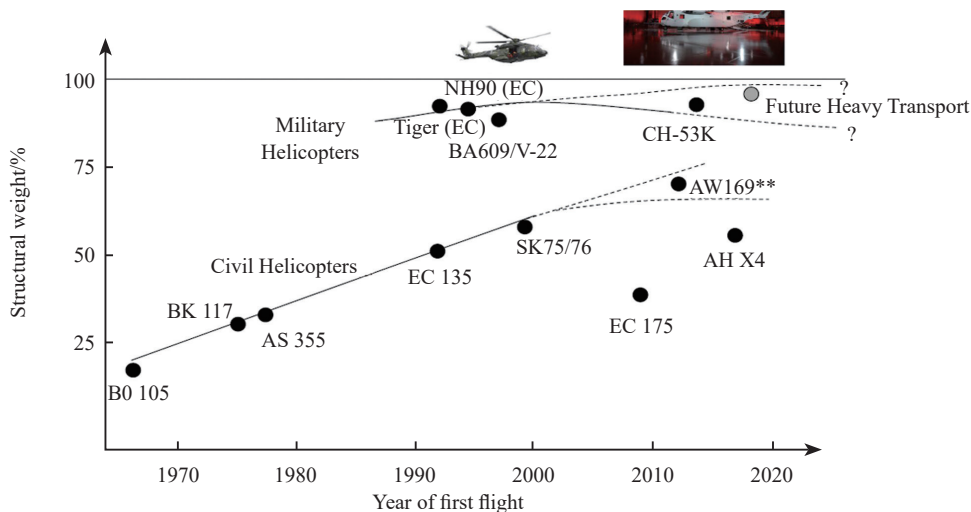 100
75
50
25
Structural weight/%
NH90 (EC)
?
Future Heavy Transport
Military
Helicopters
Tiger (EC)
BA609/V-22
CH-53K
?
AW169**
SK75/76
AH X4
Civil Helicopters
EC 135
BK 117
AS 355
EC 175
B0 105
1970
1980
1990
2000
2010
2020
Year of first flight